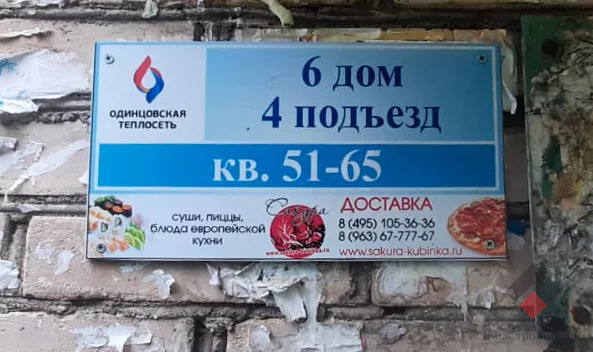 6 дом
4 подъезд
ОДИНЦОВСКАЯ
ТЕПЛОСЕТЬ
кв. 51-65
суши, пиццы,
блюда европейской
кухни
Сакура
ДОСТАВКА
8 (495) 105-36-36
8 (963) 67-777-67
www.sakura-kubinka.ru